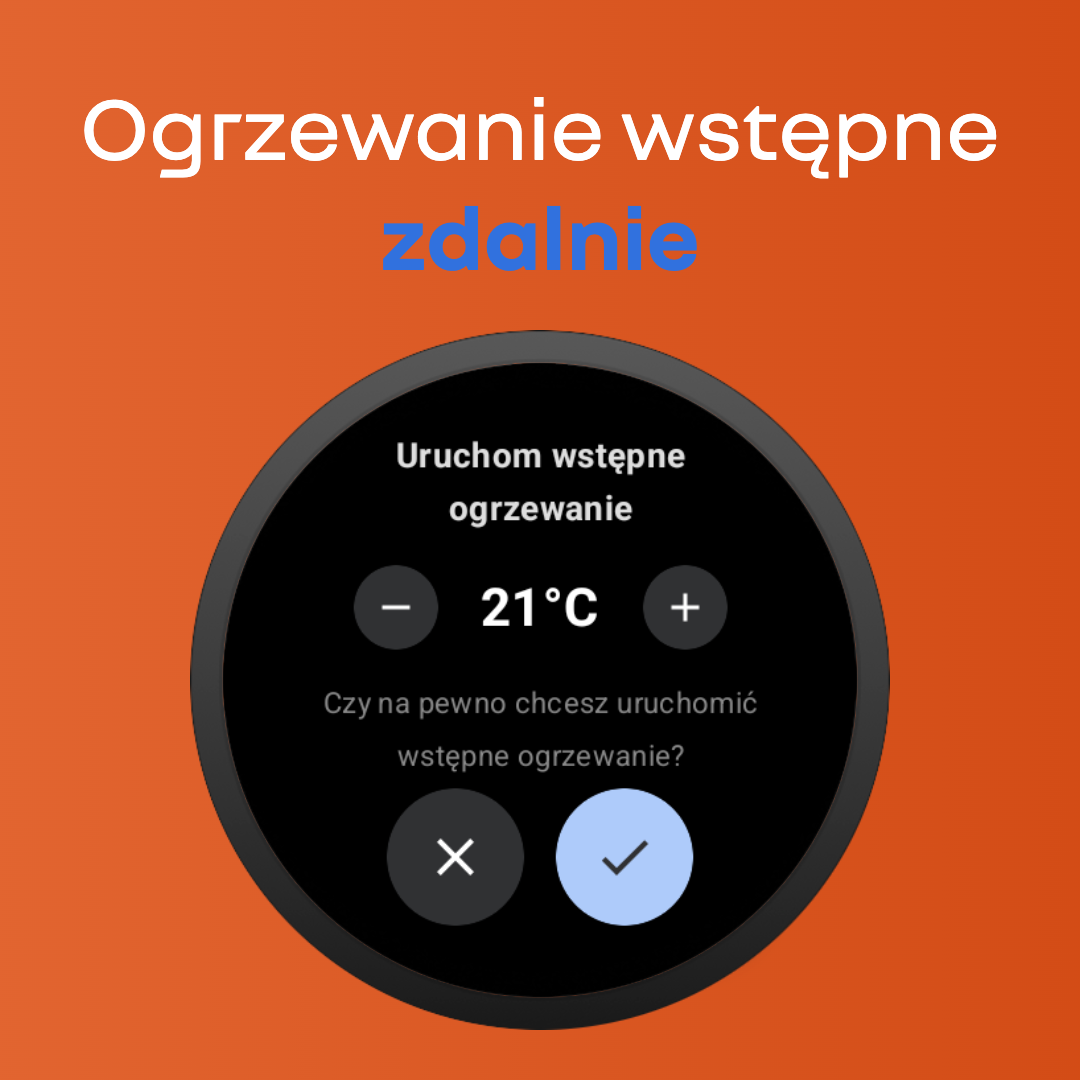 Ogrzewanie wstępne
zdalnie
Uruchom wstępne
ogrzewanie
21°C
Czy na pewno chcesz uruchomić
wstępne ogrzewanie?